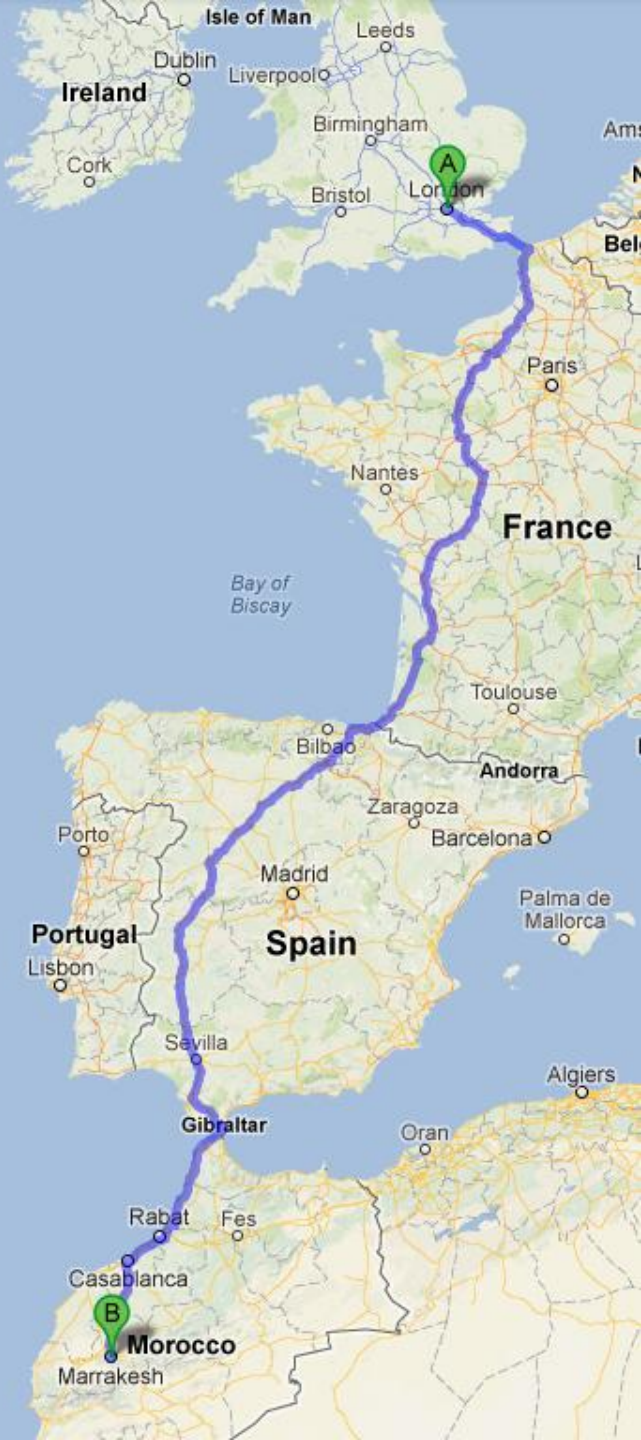 Isle of Man
Leeds
Dublin
Liverpool
Ireland
Birmingham
Ams
Cork
A
London
Bristol
Belg
Paris
Nantes
France
Bay of
Biscay
Toulouse
Bilbao
Andorra
Zaragoza
Porto
Barcelona
Madrid
Palma de
Mallorca
Portugal
Spain
Lisbon
Sevilla
Algiers
Gibraltar
Oran
Rabat
Fes
Casablanca
B
Morocco
Marrakesh